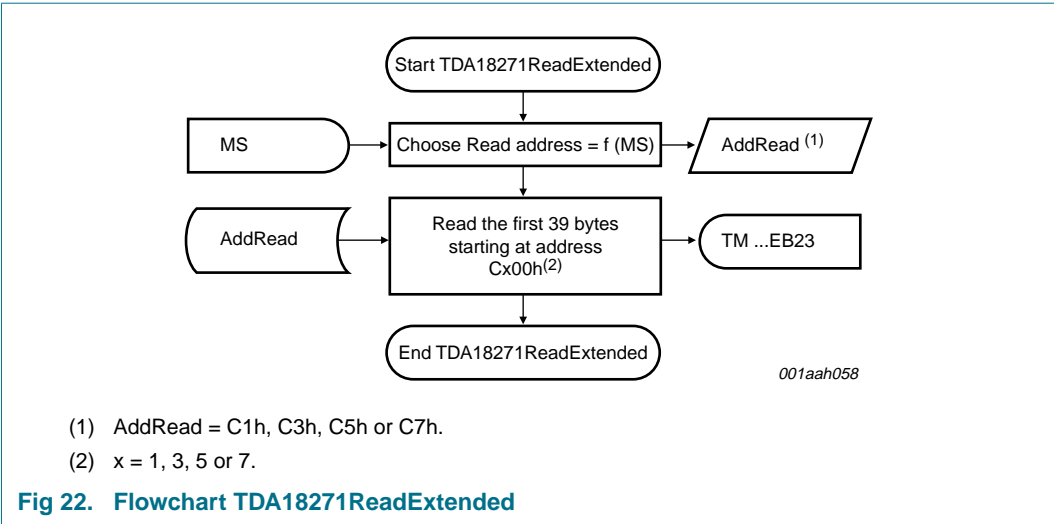 Start TDA18271ReadExtended
MS
Choose Read address = f (MS)
AddRead (1)
AddRead
Read the first 39 bytes
starting at address
Cx00h(2)
TM ...EB23
End TDA18271ReadExtended
001aah058
(1) AddRead = C1h, C3h, C5h or C7h.
(2) x = 1, 3, 5 or 7.
Fig 22. Flowchart TDA18271ReadExtended